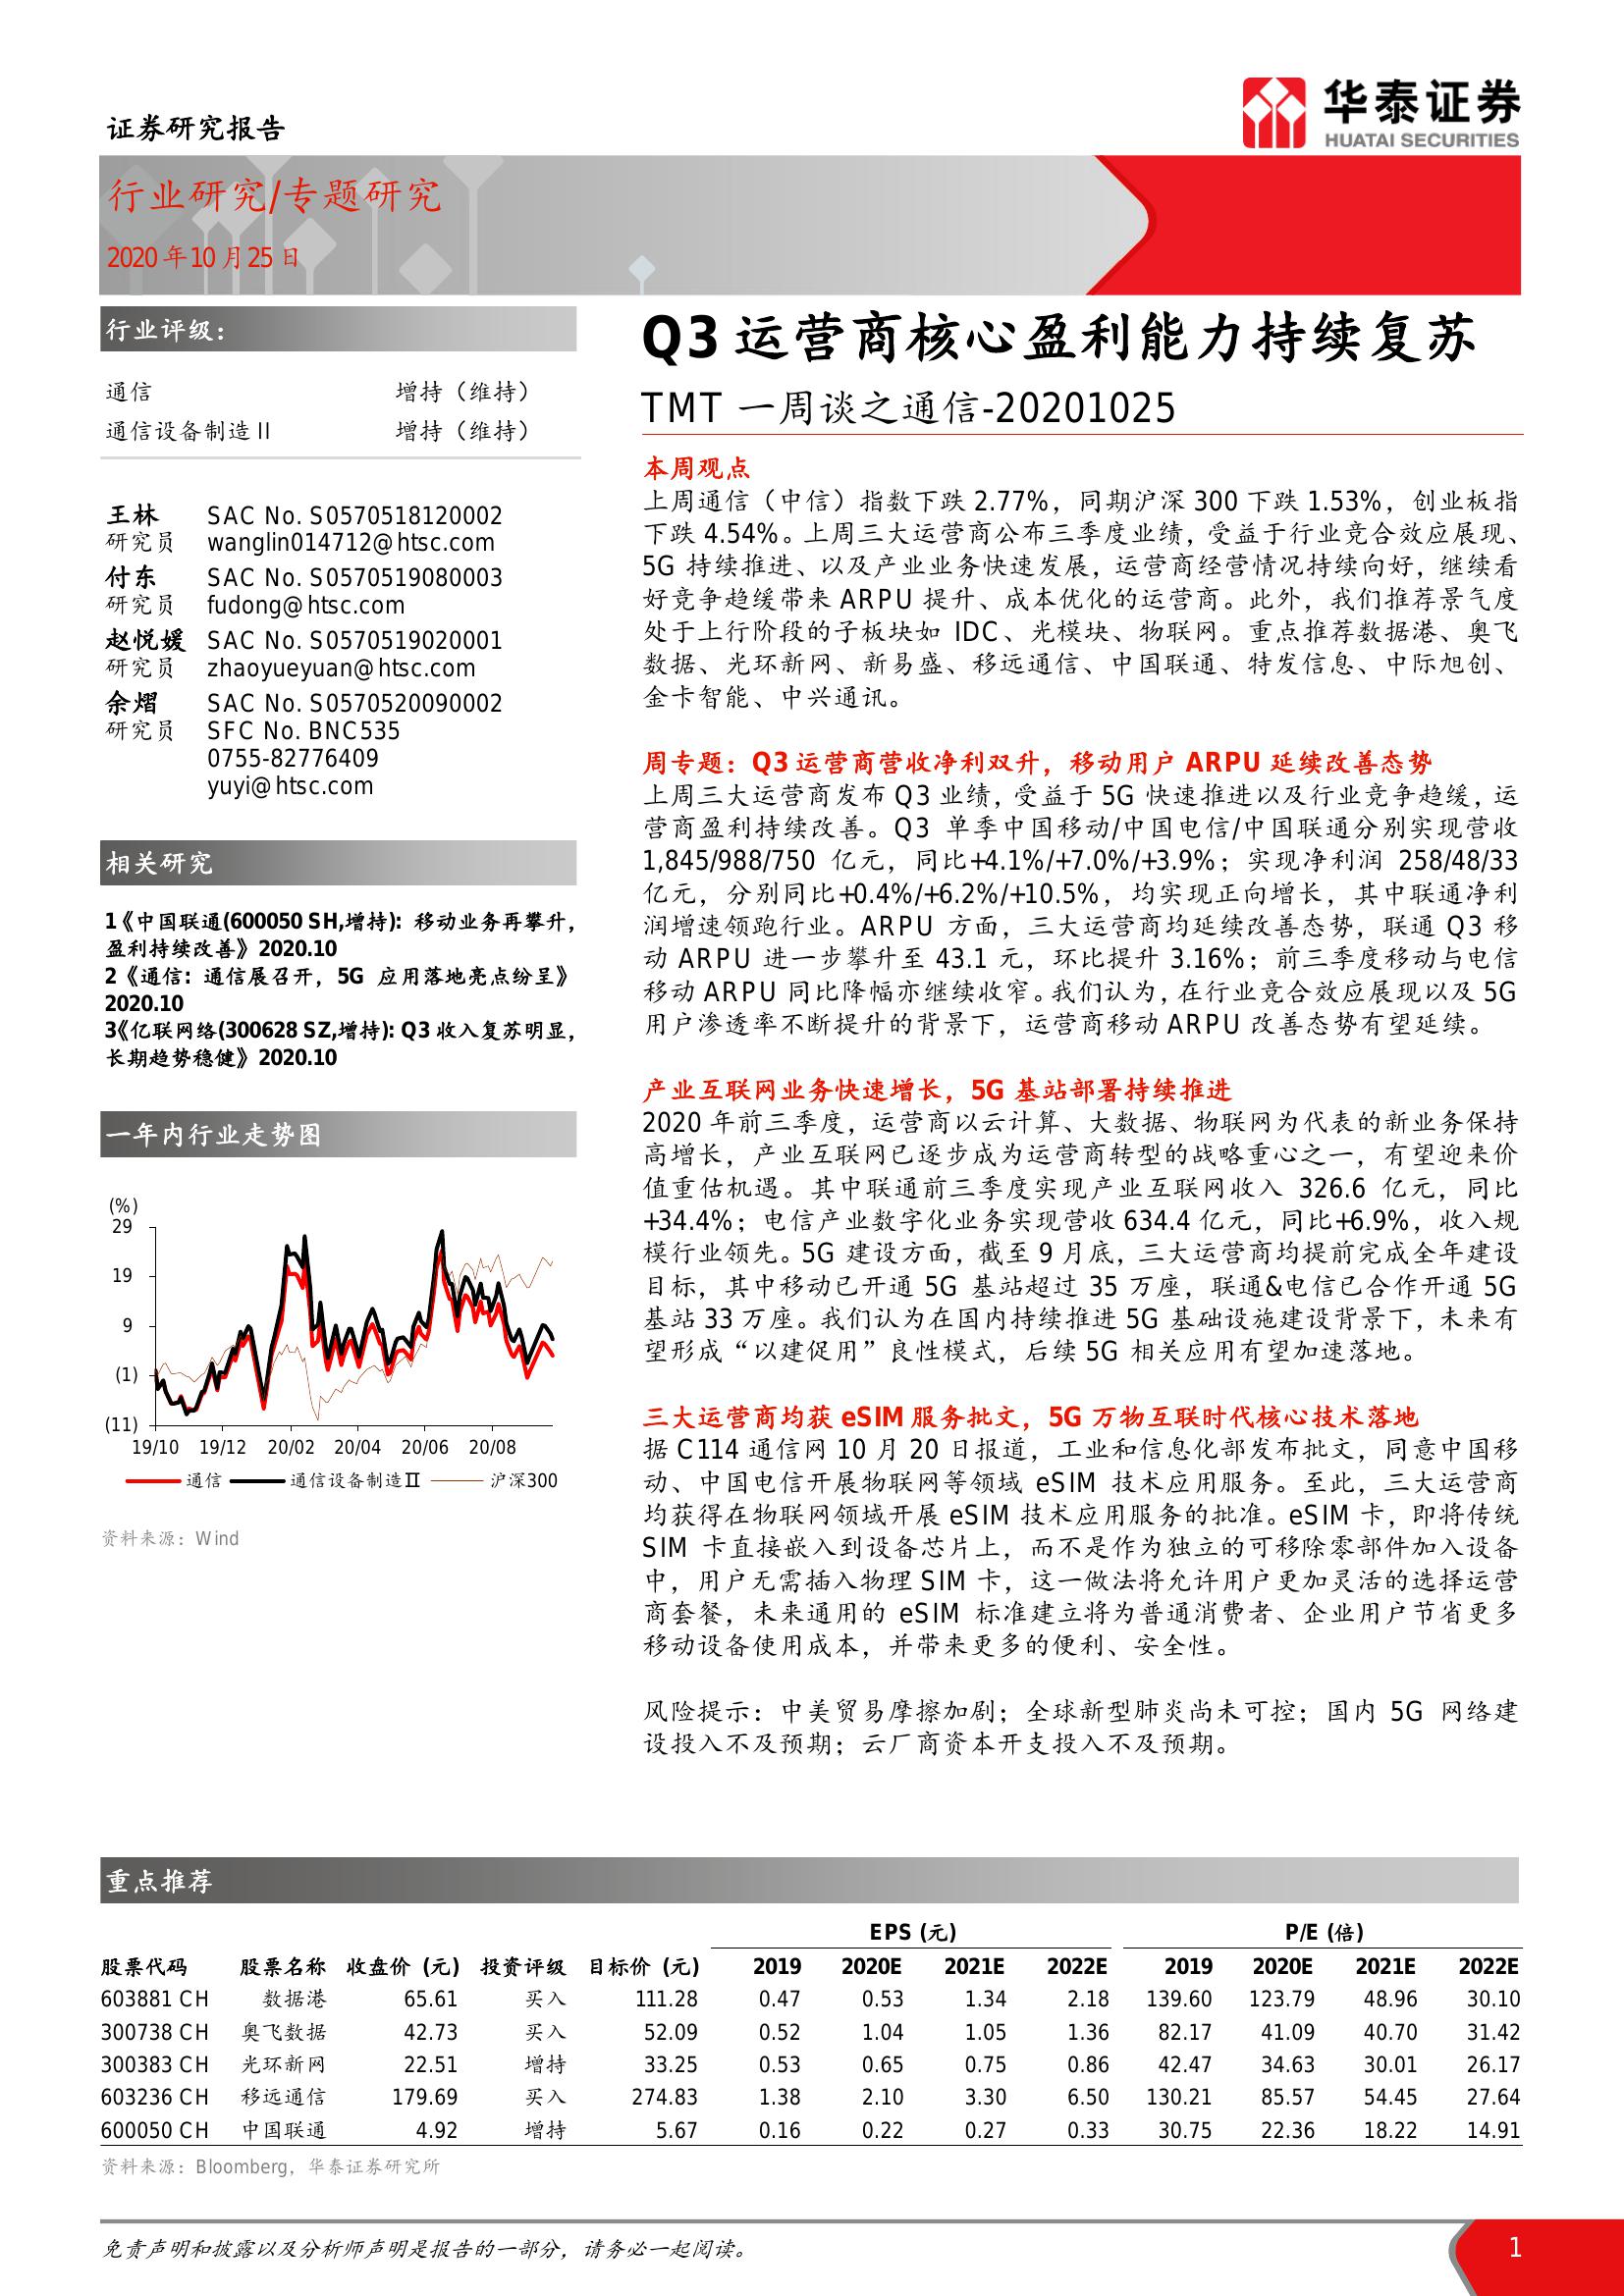 证券研究报告
华泰证券
HUATAI SECURITIES
行业研究/专题研究
2020年10月25日
行业评级：
通信 增持（维持）
通信设备制造II 增持（维持）
王林 SAC No. S0570518120002
研究员 wanglin014712@htsc.com
付东 SAC No. S0570519080003
研究员 fudong@htsc.com
赵悦媛 SAC No. S0570519020001
研究员 zhaoyueyuan@htsc.com
余熠 SAC No. S0570520090002
研究员 SFC No. BNC535
0755-82776409
yuyi@htsc.com
相关研究
1《中国联通(600050 SH,增持)：移动业务再攀升，
盈利持续改善》2020.10
2《通信：通信展召开，5G 应用落地亮点纷呈》
2020.10
3《亿联网络(300628 SZ,增持)：Q3 收入复苏明显，
长期趋势稳健》2020.10
一年内行业走势图
(%)
29
19
9
(1)
(11)
19/10 19/12 20/02 20/04 20/06 20/08
通信 通信设备制造Ⅱ 沪深300
资料来源：Wind
Q3 运营商核心盈利能力持续复苏
TMT 一周谈之通信-20201025
本周观点
上周通信（中信）指数下跌 2.77%，同期沪深 300 下跌 1.53%，创业板指
下跌 4.54%。上周三大运营商公布三季度业绩，受益于行业竞合效应展现、
5G 持续推进、以及产业业务快速发展，运营商经营情况持续向好，继续看
好竞争趋缓带来 ARPU 提升、成本优化的运营商。此外，我们推荐景气度
处于上行阶段的子板块如 IDC、光模块、物联网。重点推荐数据港、奥飞
数据、光环新网、新易盛、移远通信、中国联通、特发信息、中际旭创、
金卡智能、中兴通讯。
周专题：Q3 运营商营收净利双升，移动用户 ARPU 延续改善态势
上周三大运营商发布 Q3 业绩，受益于 5G 快速推进以及行业竞争趋缓，运
营商盈利持续改善。Q3 单季中国移动/中国电信/中国联通分别实现营收
1,845/988/750 亿元，同比+4.1%/+7.0%/+3.9%；实现净利润 258/48/33
亿元，分别同比+0.4%/+6.2%/+10.5%，均实现正向增长，其中联通净利
润增速领跑行业。ARPU 方面，三大运营商均延续改善态势，联通 Q3 移
动 ARPU 进一步攀升至 43.1 元，环比提升 3.16%；前三季度移动与电信
移动 ARPU 同比降幅亦继续收窄。我们认为，在行业竞合效应展现以及 5G
用户渗透率不断提升的背景下，运营商移动 ARPU 改善态势有望延续。
产业互联网业务快速增长，5G 基站部署持续推进
2020 年前三季度，运营商以云计算、大数据、物联网为代表的新业务保持
高增长，产业互联网已逐步成为运营商转型的战略重心之一，有望迎来价
值重估机遇。其中联通前三季度实现产业互联网收入 326.6 亿元，同比
+34.4%；电信产业数字化业务实现营收 634.4 亿元，同比+6.9%，收入规
模行业领先。5G 建设方面，截至 9 月底，三大运营商均提前完成全年建设
目标，其中移动已开通 5G 基站超过 35 万座，联通&电信已合作开通 5G
基站 33 万座。我们认为在国内持续推进 5G 基础设施建设背景下，未来有
望形成“以建促用”良性模式，后续 5G 相关应用有望加速落地。
三大运营商均获 eSIM 服务批文，5G 万物互联时代核心技术落地
据 C114 通信网 10 月 20 日报道，工业和信息化部发布批文，同意中国移
动、中国电信开展物联网等领域 eSIM 技术应用服务。至此，三大运营商
均获得在物联网领域开展 eSIM 技术应用服务的批准。eSIM 卡，即将传统
SIM 卡直接嵌入到设备芯片上，而不是作为独立的可移除零部件加入设备
中，用户无需插入物理 SIM 卡，这一做法将允许用户更加灵活的选择运营
商套餐，未来通用的 eSIM 标准建立将为普通消费者、企业用户节省更多
移动设备使用成本，并带来更多的便利、安全性。
风险提示：中美贸易摩擦加剧；全球新型肺炎尚未可控；国内 5G 网络建
设投入不及预期；云厂商资本开支投入不及预期。
重点推荐
EPS (元) P/E (倍)
股票代码 股票名称 收盘价 (元) 投资评级 目标价 (元) 2019 2020E 2021E 2022E 2019 2020E 2021E 2022E
603881 CH 数据港 65.61 买入 111.28 0.47 0.53 1.34 2.18 139.60 123.79 48.96 30.10
300738 CH 奥飞数据 42.73 买入 52.09 0.52 1.04 1.05 1.36 82.17 41.09 40.70 31.42
300383 CH 光环新网 22.51 增持 33.25 0.53 0.65 0.75 0.86 42.47 34.63 30.01 26.17
603236 CH 移远通信 179.69 买入 274.83 1.38 2.10 3.30 6.50 130.21 85.57 54.45 27.64
600050 CH 中国联通 4.92 增持 5.67 0.16 0.22 0.27 0.33 30.75 22.36 18.22 14.91
资料来源：Bloomberg，华泰证券研究所
免责声明和披露以及分析师声明是报告的一部分，请务必一起阅读。 1